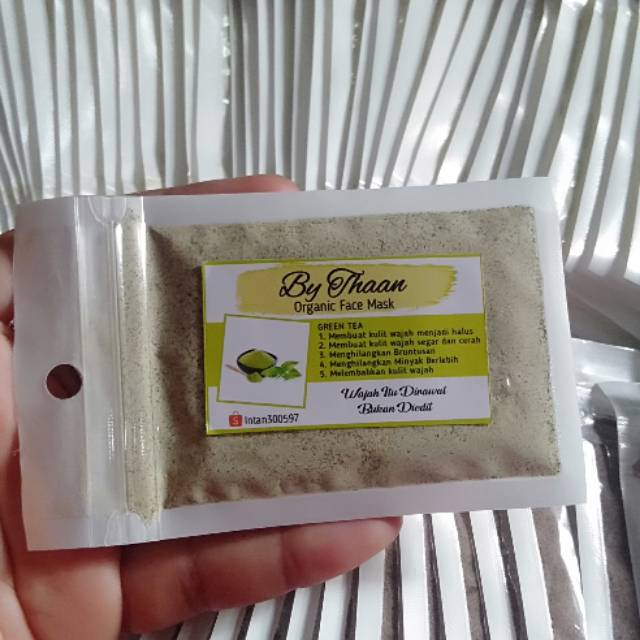 By Thaan
Organic Face Mask
GREEN TEA
1. Membuat kulit wajah menjadi halus
2. Membuat kulit wajah segar dan cerah
3. Menghilangkan Bruntusan
4. Menghilangkan Minyak Berlebih
5. Melembabkan kulit wajah
Wajah Itu Dirawat
Bukan Diedit
S intan300597